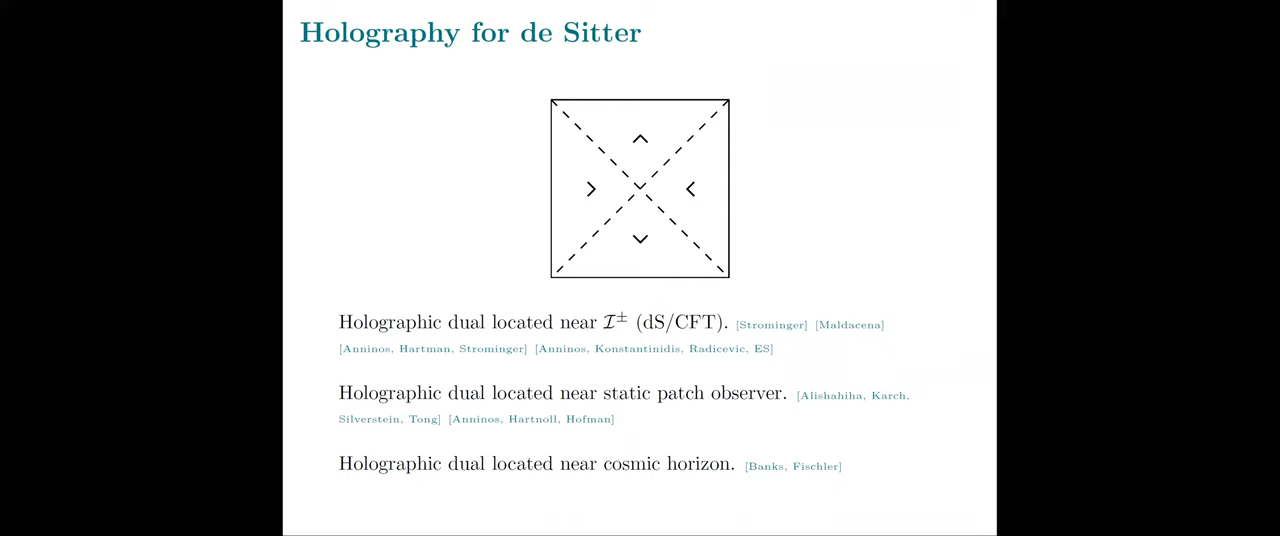 Holography for de Sitter
Holographic dual located near 𝓘± (dS/CFT). [Strominger] [Maldacena]
[Anninos, Hartman, Strominger] [Anninos, Konstantinidis, Radicevic, ES]
Holographic dual located near static patch observer. [Alishahiha, Karch,
Silverstein, Tong] [Anninos, Hartnoll, Hofman]
Holographic dual located near cosmic horizon. [Banks, Fischler]